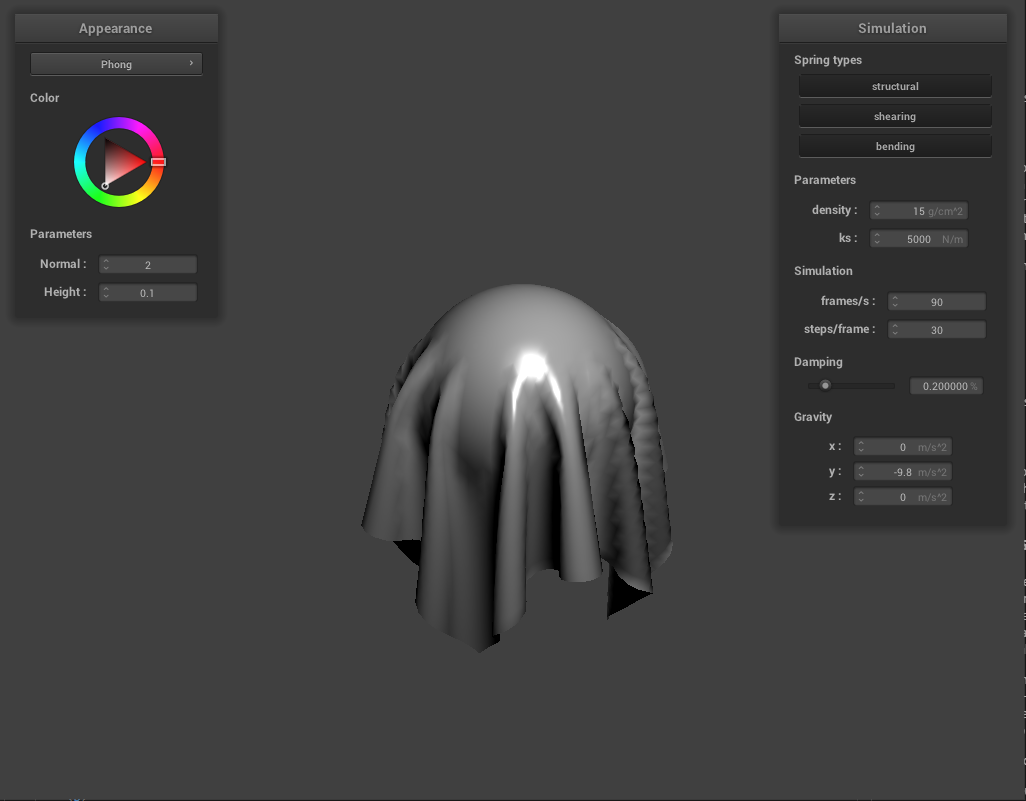 Appearance
Phong
Color
Parameters
Normal : 2
Height : 0.1
Simulation
Spring types
structural
shearing
bending
Parameters
density : 15 g/cm^2
ks : 5000 N/m
Simulation
frames/s : 90
steps/frame : 30
Damping
0.200000 %
Gravity
x : 0 m/s^2
y : -9.8 m/s^2
z : 0 m/s^2